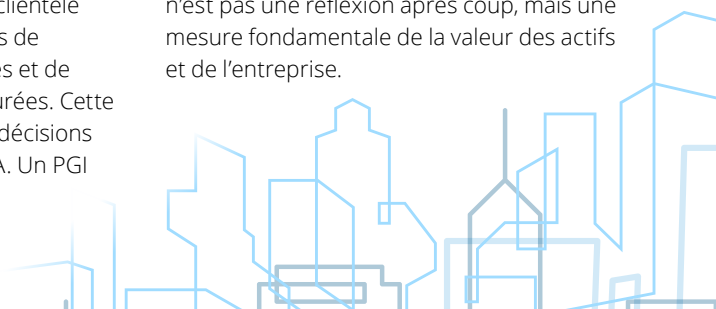 clientèle
s de
es et de
urées. Cette
décisions
A. Un PGI
n'est pas une réflexion après coup, mais une
mesure fondamentale de la valeur des actifs
et de l'entreprise.